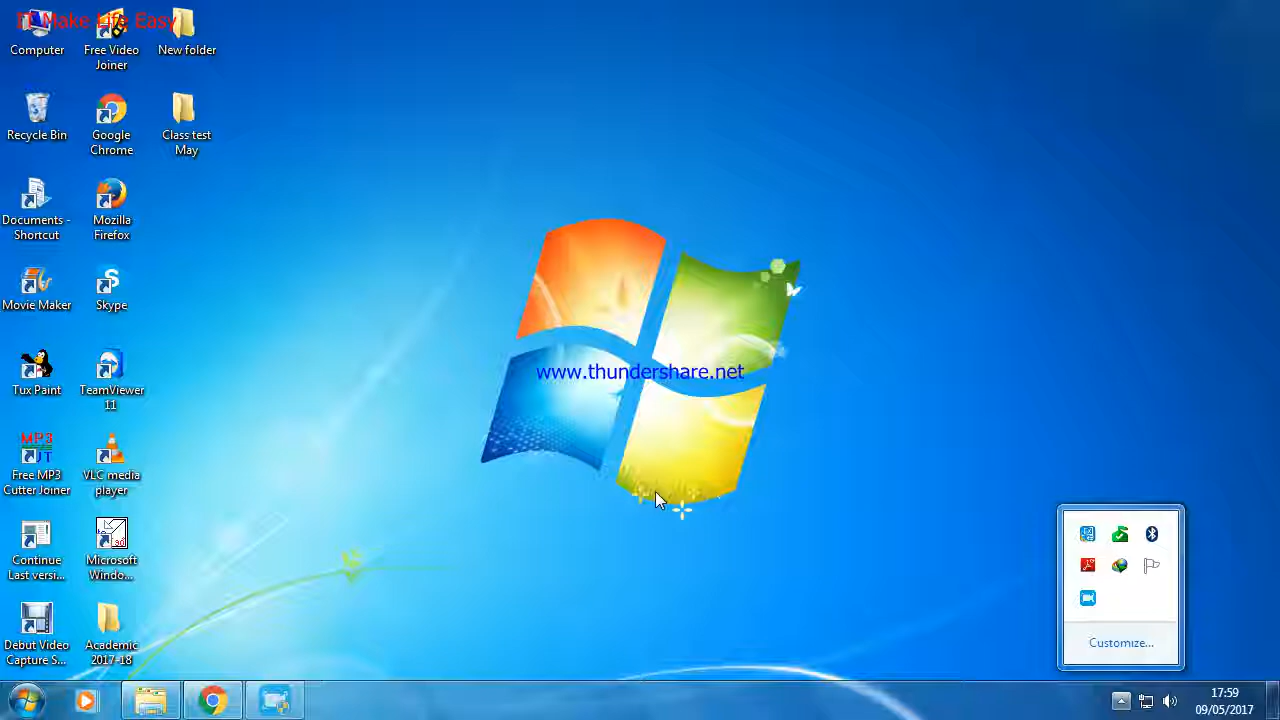 IT Make Life Easy
Computer
Free Video
Joiner
New folder
Recycle Bin
Google
Chrome
Class test
May
Documents -
Shortcut
Mozilla
Firefox
Movie Maker
Skype
Tux Paint
TeamViewer
11
www.thundershare.net
MP3
Free MP3
Cutter Joiner
VLC media
player
Continue
Last versi...
Microsoft
Windo...
Debut Video
Capture S...
Academic
2017-18
Customize...
17:59
09/05/2017